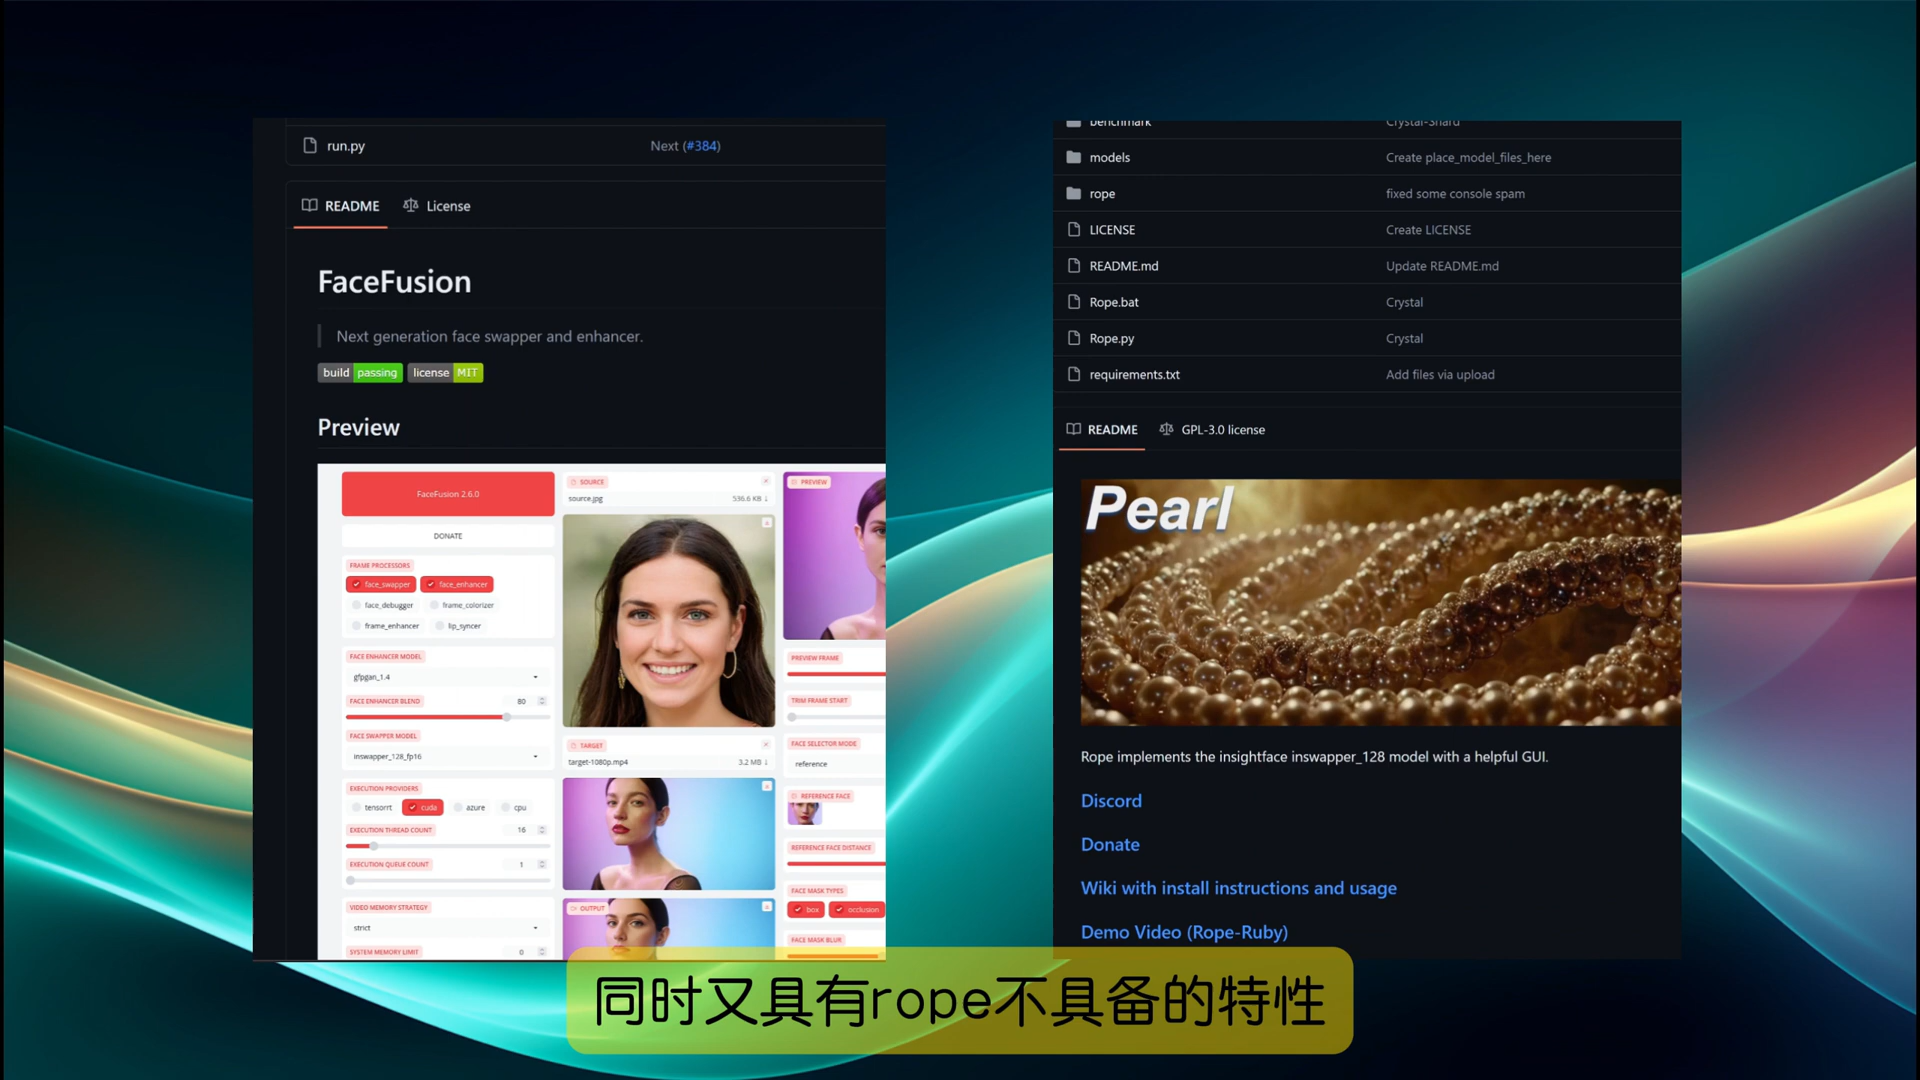 run.py
Next (#384)
README
License
FaceFusion
Next generation face swapper and enhancer.
build passing
license MIT
Preview
FaceFusion 2.6.0
DONATE
FRAME PROCESSORS
face_swapper
face_enhancer
face_debugger
frame_colorizer
frame_enhancer
lip_syncer
FACE ENHANCER MODEL
gfpgan_1.4
FACE ENHANCER BLEND
80
FACE SWAPPER MODEL
inswapper_128_fp16
EXECUTION PROVIDERS
tensorrt
cuda
azure
cpu
EXECUTION THREAD COUNT
16
EXECUTION QUEUE COUNT
1
VIDEO MEMORY STRATEGY
strict
SYSTEM MEMORY LIMIT
0
SOURCE
source.jpg
536.6 KB ↓
TARGET
target-1080p.mp4
3.2 MB ↓
OUTPUT
PREVIEW
PREVIEW FRAME
TRIM FRAME START
FACE SELECTOR MODE
reference
REFERENCE FACE
REFERENCE FACE DISTANCE
FACE MASK TYPES
box
occlusion
FACE MASK BLUR
benchmark
Crystal-Shard
models
Create place_model_files_here
rope
fixed some console spam
LICENSE
Create LICENSE
README.md
Update README.md
Rope.bat
Crystal
Rope.py
Crystal
requirements.txt
Add files via upload
README
GPL-3.0 license
Pearl
Rope implements the insightface inswapper_128 model with a helpful GUI.
Discord
Donate
Wiki with install instructions and usage
Demo Video (Rope-Ruby)
同时又具有rope不具备的特性